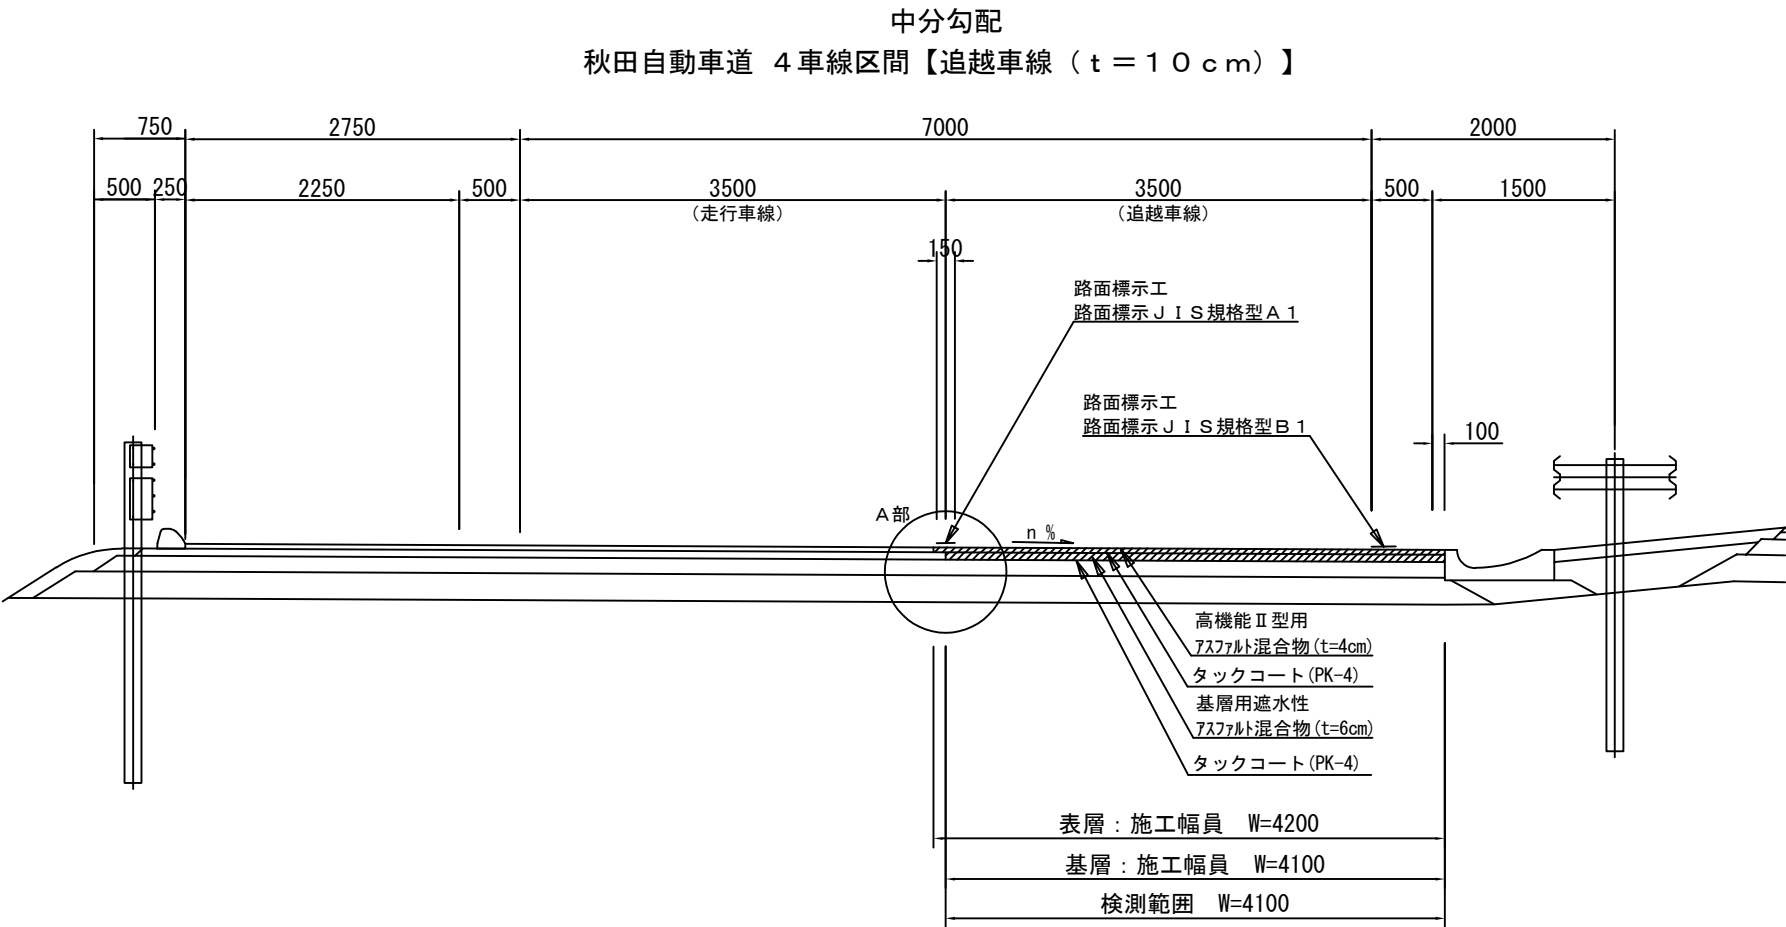 中分勾配
秋田自動車道 ４車線区間【追越車線（ｔ＝１０ｃｍ）】
750 2750 7000 2000
500 250 2250 500 3500 3500 500 1500
（走行車線） （追越車線）
150
路面標示工
路面標示ＪＩＳ規格型Ａ１
路面標示工
路面標示ＪＩＳ規格型Ｂ１
100
Ａ部
n %
高機能Ⅱ型用
ｱｽﾌｧﾙﾄ混合物(t=4cm)
タックコート(PK-4)
基層用遮水性
ｱｽﾌｧﾙﾄ混合物(t=6cm)
タックコート(PK-4)
表層：施工幅員 W=4200
基層：施工幅員 W=4100
検測範囲 W=4100